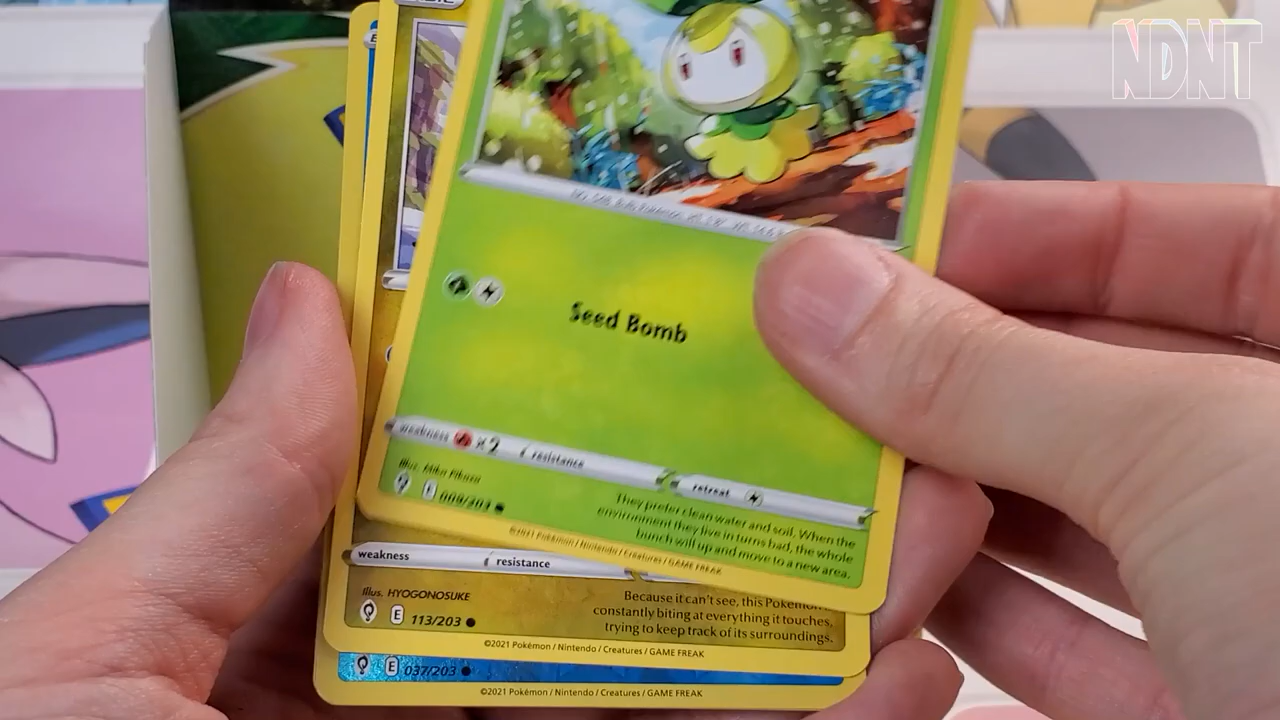 NDNT
Seed Bomb
weakness ×2 resistance
retreat
Illus. Miki Pikazo
E 009/203
They prefer clean water and soil. When the
environment they live in turns bad, the whole
bunch will up and move to a new area.
©2021 Pokémon / Nintendo / Creatures / GAME FREAK
weakness resistance
Illus. HYOGONOSUKE
E 113/203
Because it can't see, this Pokémon
constantly biting at everything it touches,
trying to keep track of its surroundings.
©2021 Pokémon / Nintendo / Creatures / GAME FREAK
E 037/203
©2021 Pokémon / Nintendo / Creatures / GAME FREAK